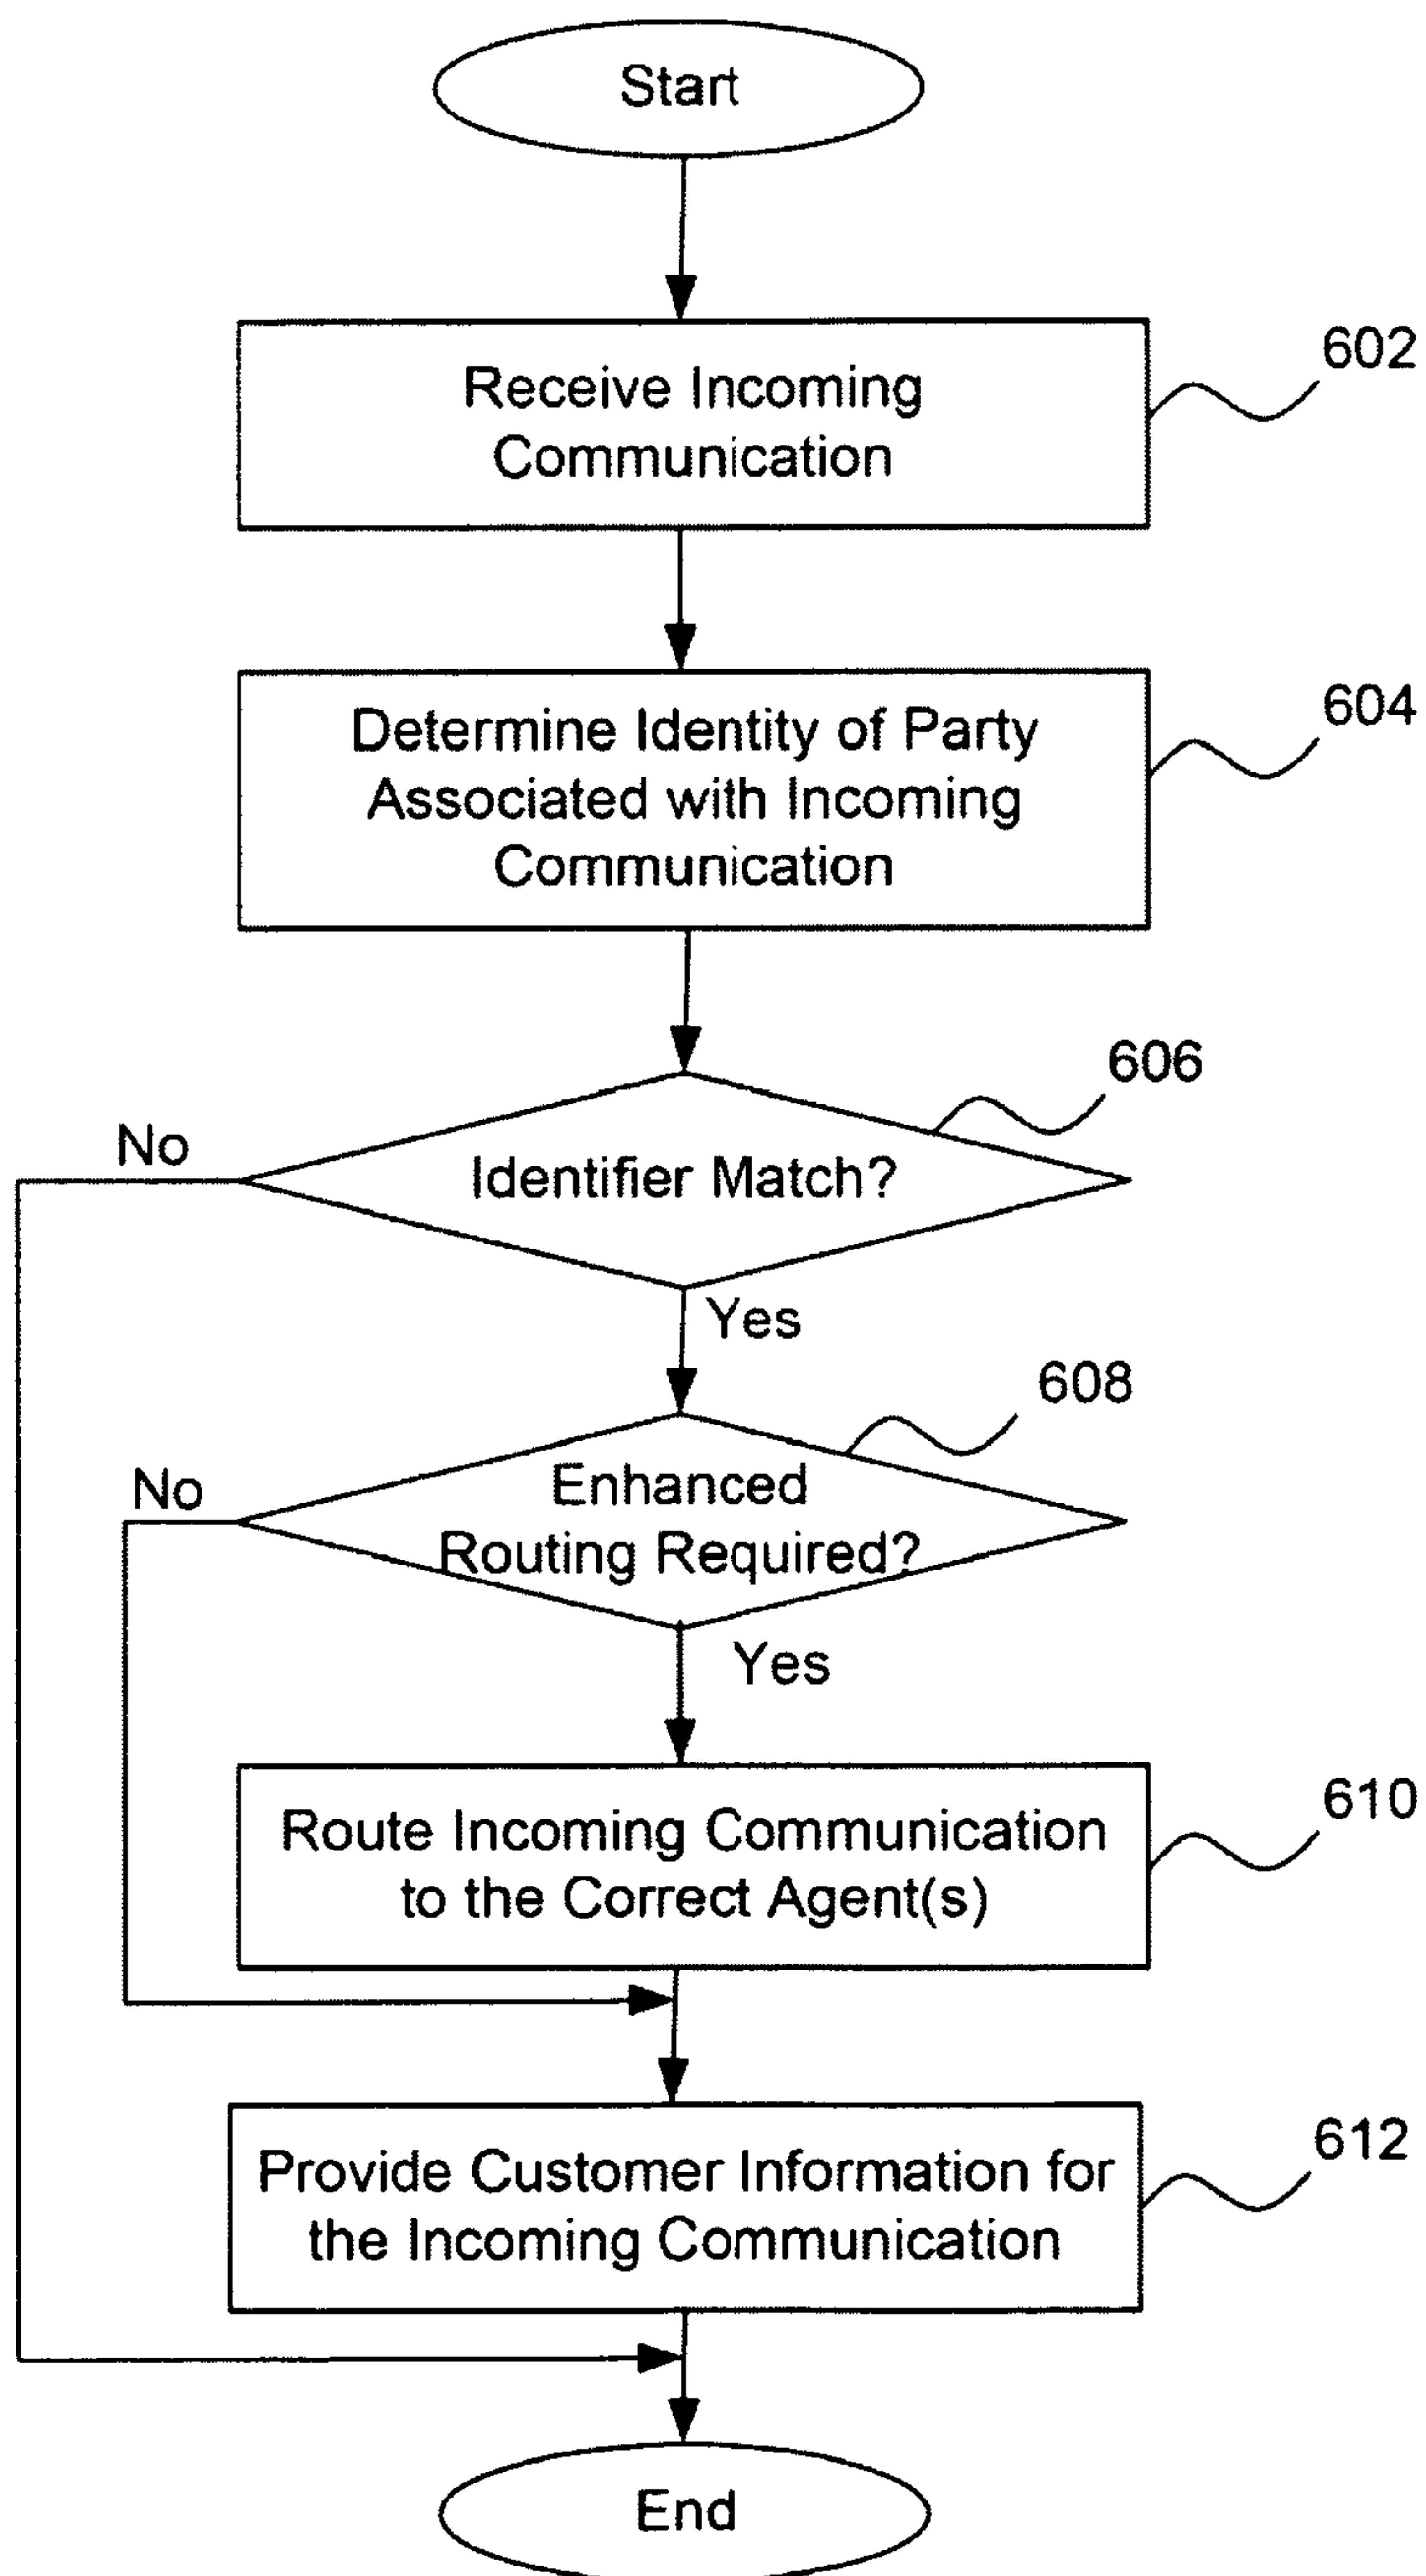 Start
Receive Incoming
Communication
602
Determine Identity of Party
Associated with Incoming
Communication
604
606
No
Identifier Match?
Yes
608
No
Enhanced
Routing Required?
Yes
Route Incoming Communication
to the Correct Agent(s)
610
Provide Customer Information for
the Incoming Communication
612
End